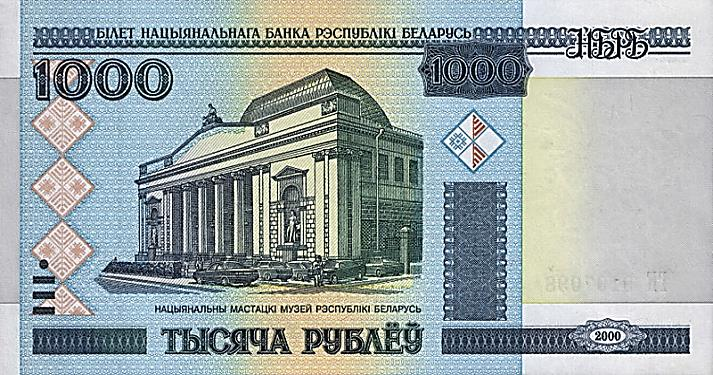 БІЛЕТ НАЦЫЯНАЛЬНАГА БАНКА РЭСПУБЛІКІ БЕЛАРУСЬ
НБРБ
1000
1000
НАЦЫЯНАЛЬНЫ МАСТАЦКІ МУЗЕЙ РЭСПУБЛІКІ БЕЛАРУСЬ
ТЫСЯЧА РУБЛЁЎ
2000